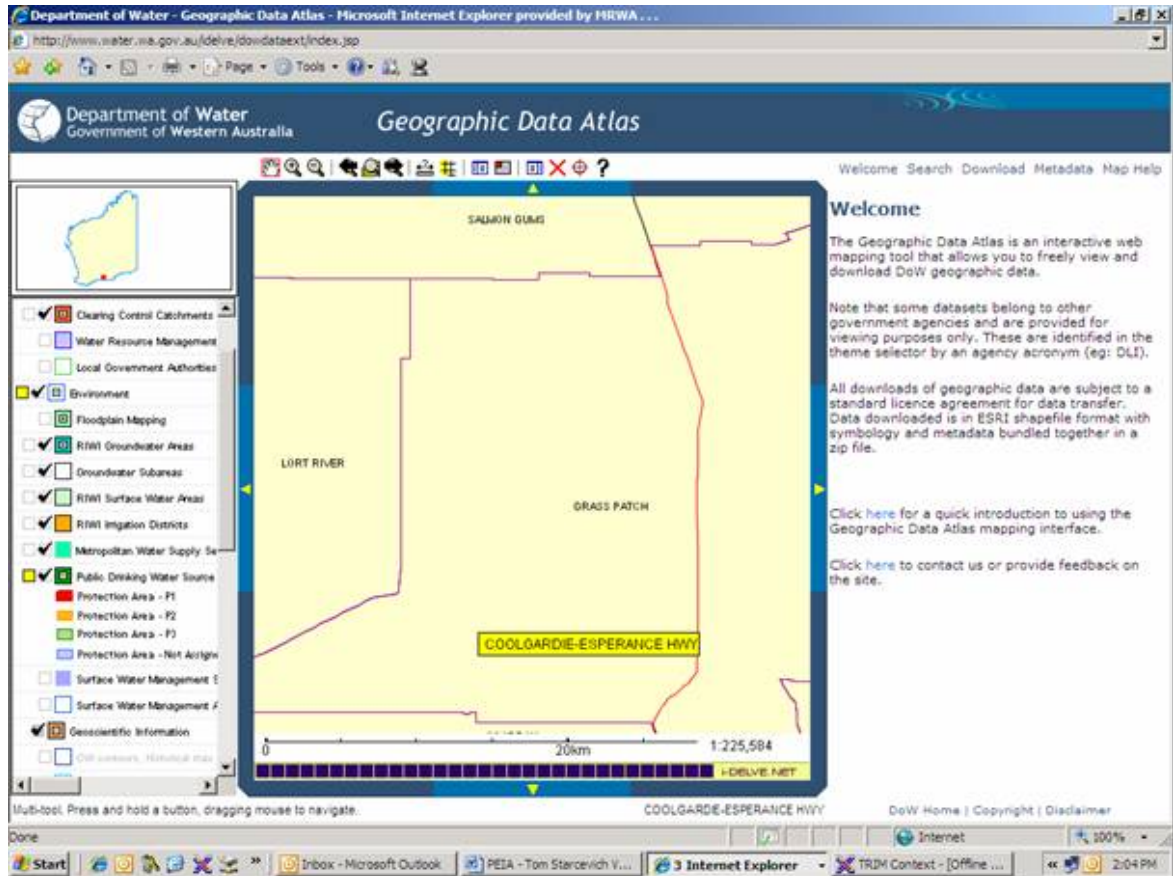 Department of Water - Geographic Data Atlas - Microsoft Internet Explorer provided by MRWA . . .
http://www.water.wa.gov.au/idelve/dowdataext/index.jsp
Page Tools
Department of Water
Government of Western Australia
Geographic Data Atlas
Welcome Search Download Metadata Map Help
Clearing Control Catchments
Water Resource Management
Local Government Authorities
Environment
Floodplain Mapping
RIWI Groundwater Areas
Groundwater Subareas
RIWI Surface Water Areas
RIWI Irrigation Districts
Metropolitan Water Supply Se
Public Drinking Water Source
Protection Area - P1
Protection Area - P2
Protection Area - P3
Protection Area - Not Assign
Surface Water Management S
Surface Water Management A
Geoscientific Information
SALMON GUMS
LORT RIVER
GRASS PATCH
COOLGARDIE-ESPERANCE HWY
0 20km 1:225,584
i-DELVE.NET
Welcome
The Geographic Data Atlas is an interactive web
mapping tool that allows you to freely view and
download DoW geographic data.
Note that some datasets belong to other
government agencies and are provided for
viewing purposes only. These are identified in the
theme selector by an agency acronym (eg: DLI).
All downloads of geographic data are subject to a
standard licence agreement for data transfer.
Data downloaded is in ESRI shapefile format with
symbology and metadata bundled together in a
zip file.
Click here for a quick introduction to using the
Geographic Data Atlas mapping interface.
Click here to contact us or provide feedback on
the site.
Multi-tool. Press and hold a button, dragging mouse to navigate.
COOLGARDIE-ESPERANCE HWY
DoW Home | Copyright | Disclaimer
Done
Internet
100%
Start
Inbox - Microsoft Outlook
PEIA - Tom Starcevich V...
3 Internet Explorer
TRIM Context - [Offline ...
2:04 PM